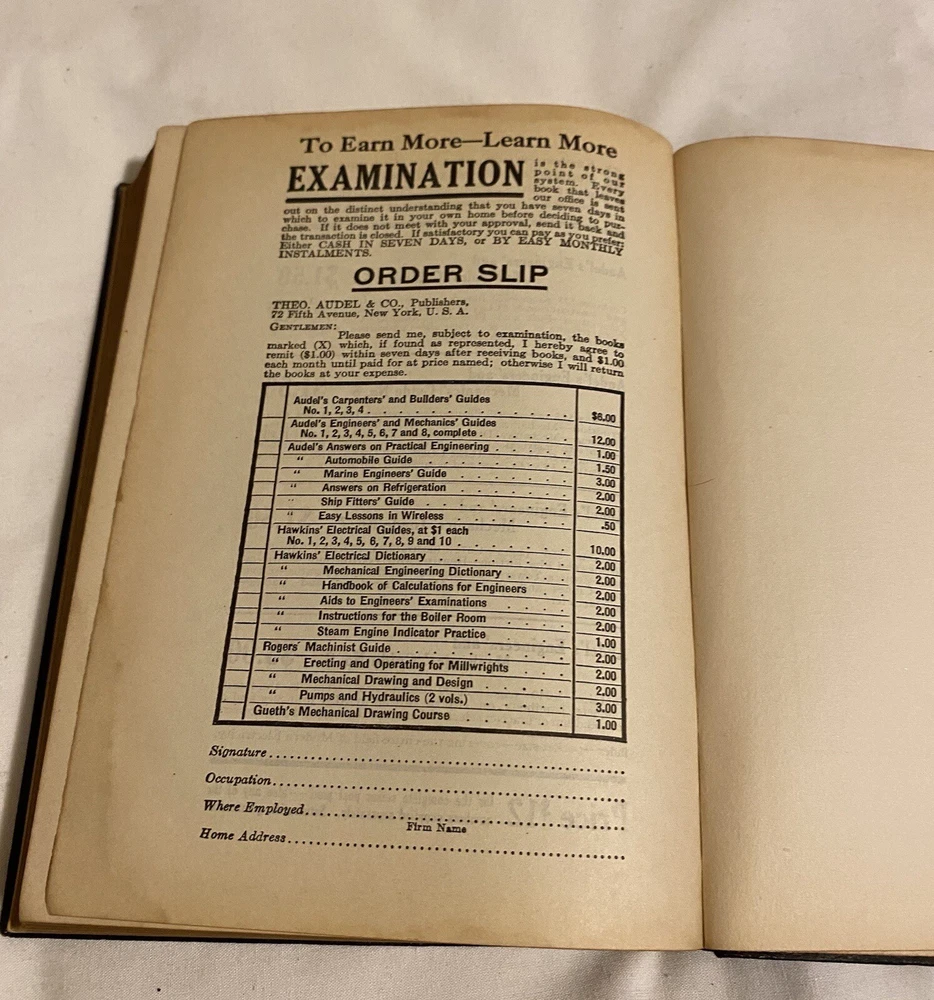 To Earn More—Learn More
EXAMINATION
is the strong
point of our
system. Every
book that leaves
our office is sent
out on the distinct understanding that you have seven days in
which to examine it in your own home before deciding to pur-
chase. If it does not meet with your approval, send it back and
the transaction is closed. If satisfactory you can pay as you prefer:
Either CASH IN SEVEN DAYS, or BY EASY MONTHLY
INSTALMENTS.
ORDER SLIP
THEO. AUDEL & CO., Publishers,
72 Fifth Avenue, New York, U. S. A.
GENTLEMEN:
Please send me, subject to examination, the books
marked (X) which, if found as represented, I hereby agree to
remit ($1.00) within seven days after receiving books, and $1.00
each month until paid for at price named; otherwise I will return
the books at your expense.
Audel's Carpenters' and Builders' Guides
No. 1, 2, 3, 4 . . . . . . . . . . . $6.00
Audel's Engineers' and Mechanics' Guides
No. 1, 2, 3, 4, 5, 6, 7 and 8, complete . . . . . 12.00
Audel's Answers on Practical Engineering . . . . . 1.00
" Automobile Guide . . . . . . . . 1.50
" Marine Engineers' Guide . . . . . . 3.00
" Answers on Refrigeration . . . . . . 2.00
" Ship Fitters' Guide . . . . . . . . 2.00
" Easy Lessons in Wireless . . . . . . .50
Hawkins' Electrical Guides, at $1 each
No. 1, 2, 3, 4, 5, 6, 7, 8, 9 and 10 . . . . . . 10.00
Hawkins' Electrical Dictionary . . . . . . . . 2.00
" Mechanical Engineering Dictionary . . . . 2.00
" Handbook of Calculations for Engineers . . 2.00
" Aids to Engineers' Examinations . . . . 2.00
" Instructions for the Boiler Room . . . . 2.00
" Steam Engine Indicator Practice . . . . 1.00
Rogers' Machinist Guide . . . . . . . . . 2.00
" Erecting and Operating for Millwrights . . . 2.00
" Mechanical Drawing and Design . . . . . 2.00
" Pumps and Hydraulics (2 vols.) . . . . . 3.00
Gueth's Mechanical Drawing Course . . . . . . 1.00
Signature
Occupation
Where Employed
Firm Name
Home Address